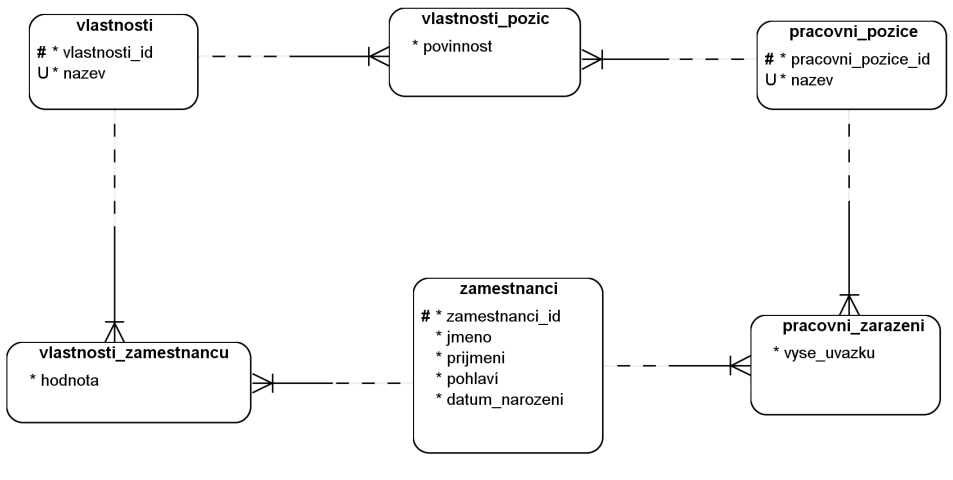 vlastnosti
# * vlastnosti_id
U * nazev
vlastnosti_pozic
* povinnost
pracovni_pozice
# * pracovni_pozice_id
U * nazev
vlastnosti_zamestnancu
* hodnota
zamestnanci
# * zamestnanci_id
* jmeno
* prijmeni
* pohlaví
* datum_narozeni
pracovni_zarazeni
* vyse_uvazku